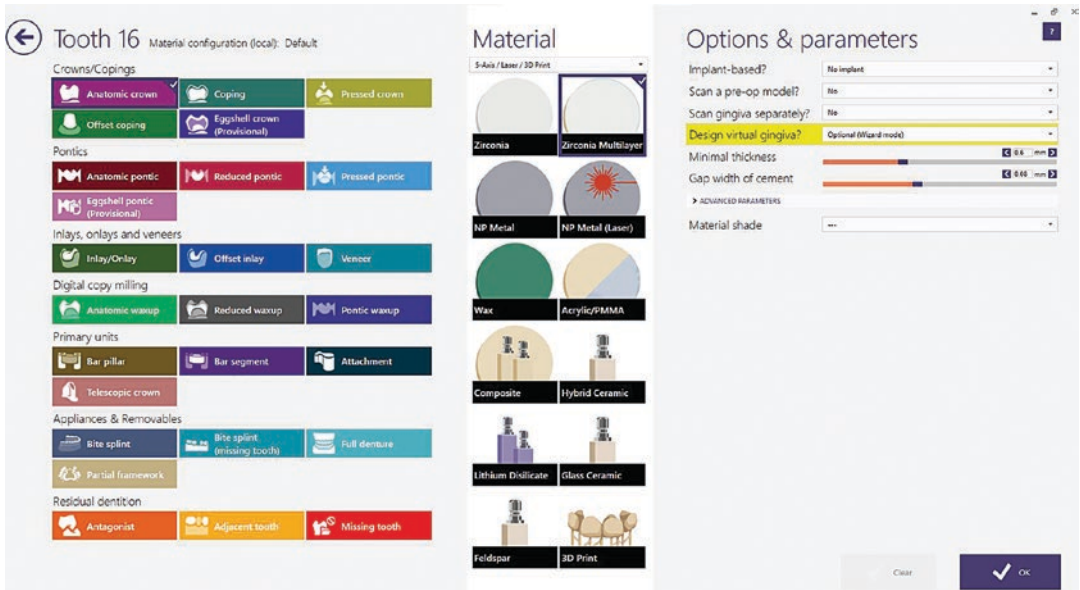 Tooth 16 Material configuration (local): Default
Crowns/Copings
Anatomic crown
Coping
Pressed crown
Offset coping
Eggshell crown
(Provisional)
Pontics
Anatomic pontic
Reduced pontic
Pressed pontic
Eggshell pontic
(Provisional)
Inlays, onlays and veneers
Inlay/Onlay
Offset inlay
Veneer
Digital copy milling
Anatomic waxup
Reduced waxup
Pontic waxup
Primary units
Bar pillar
Bar segment
Attachment
Telescopic crown
Appliances & Removables
Bite splint
Bite splint
(missing tooth)
Full denture
Partial framework
Residual dentition
Antagonist
Adjacent tooth
Missing tooth
Material
5-Axis / Laser / 3D Print
Zirconia
Zirconia Multilayer
NP Metal
NP Metal (Laser)
Wax
Acrylic/PMMA
Composite
Hybrid Ceramic
Lithium Disilicate
Glass Ceramic
Feldspar
3D Print
?
Options & parameters
Implant-based? No implant
Scan a pre-op model? No
Scan gingiva separately? No
Design virtual gingiva? Optional (Wizard mode)
Minimal thickness 0.6 mm
Gap width of cement mm
> ADVANCED PARAMETERS
Material shade ---
Clear
OK